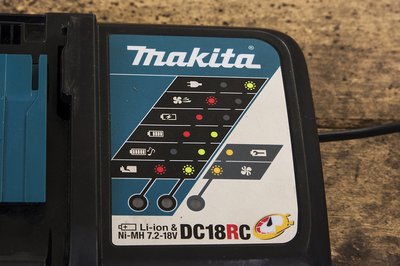 makita®
Li-ion &
Ni-MH 7.2-18V
DC18RC